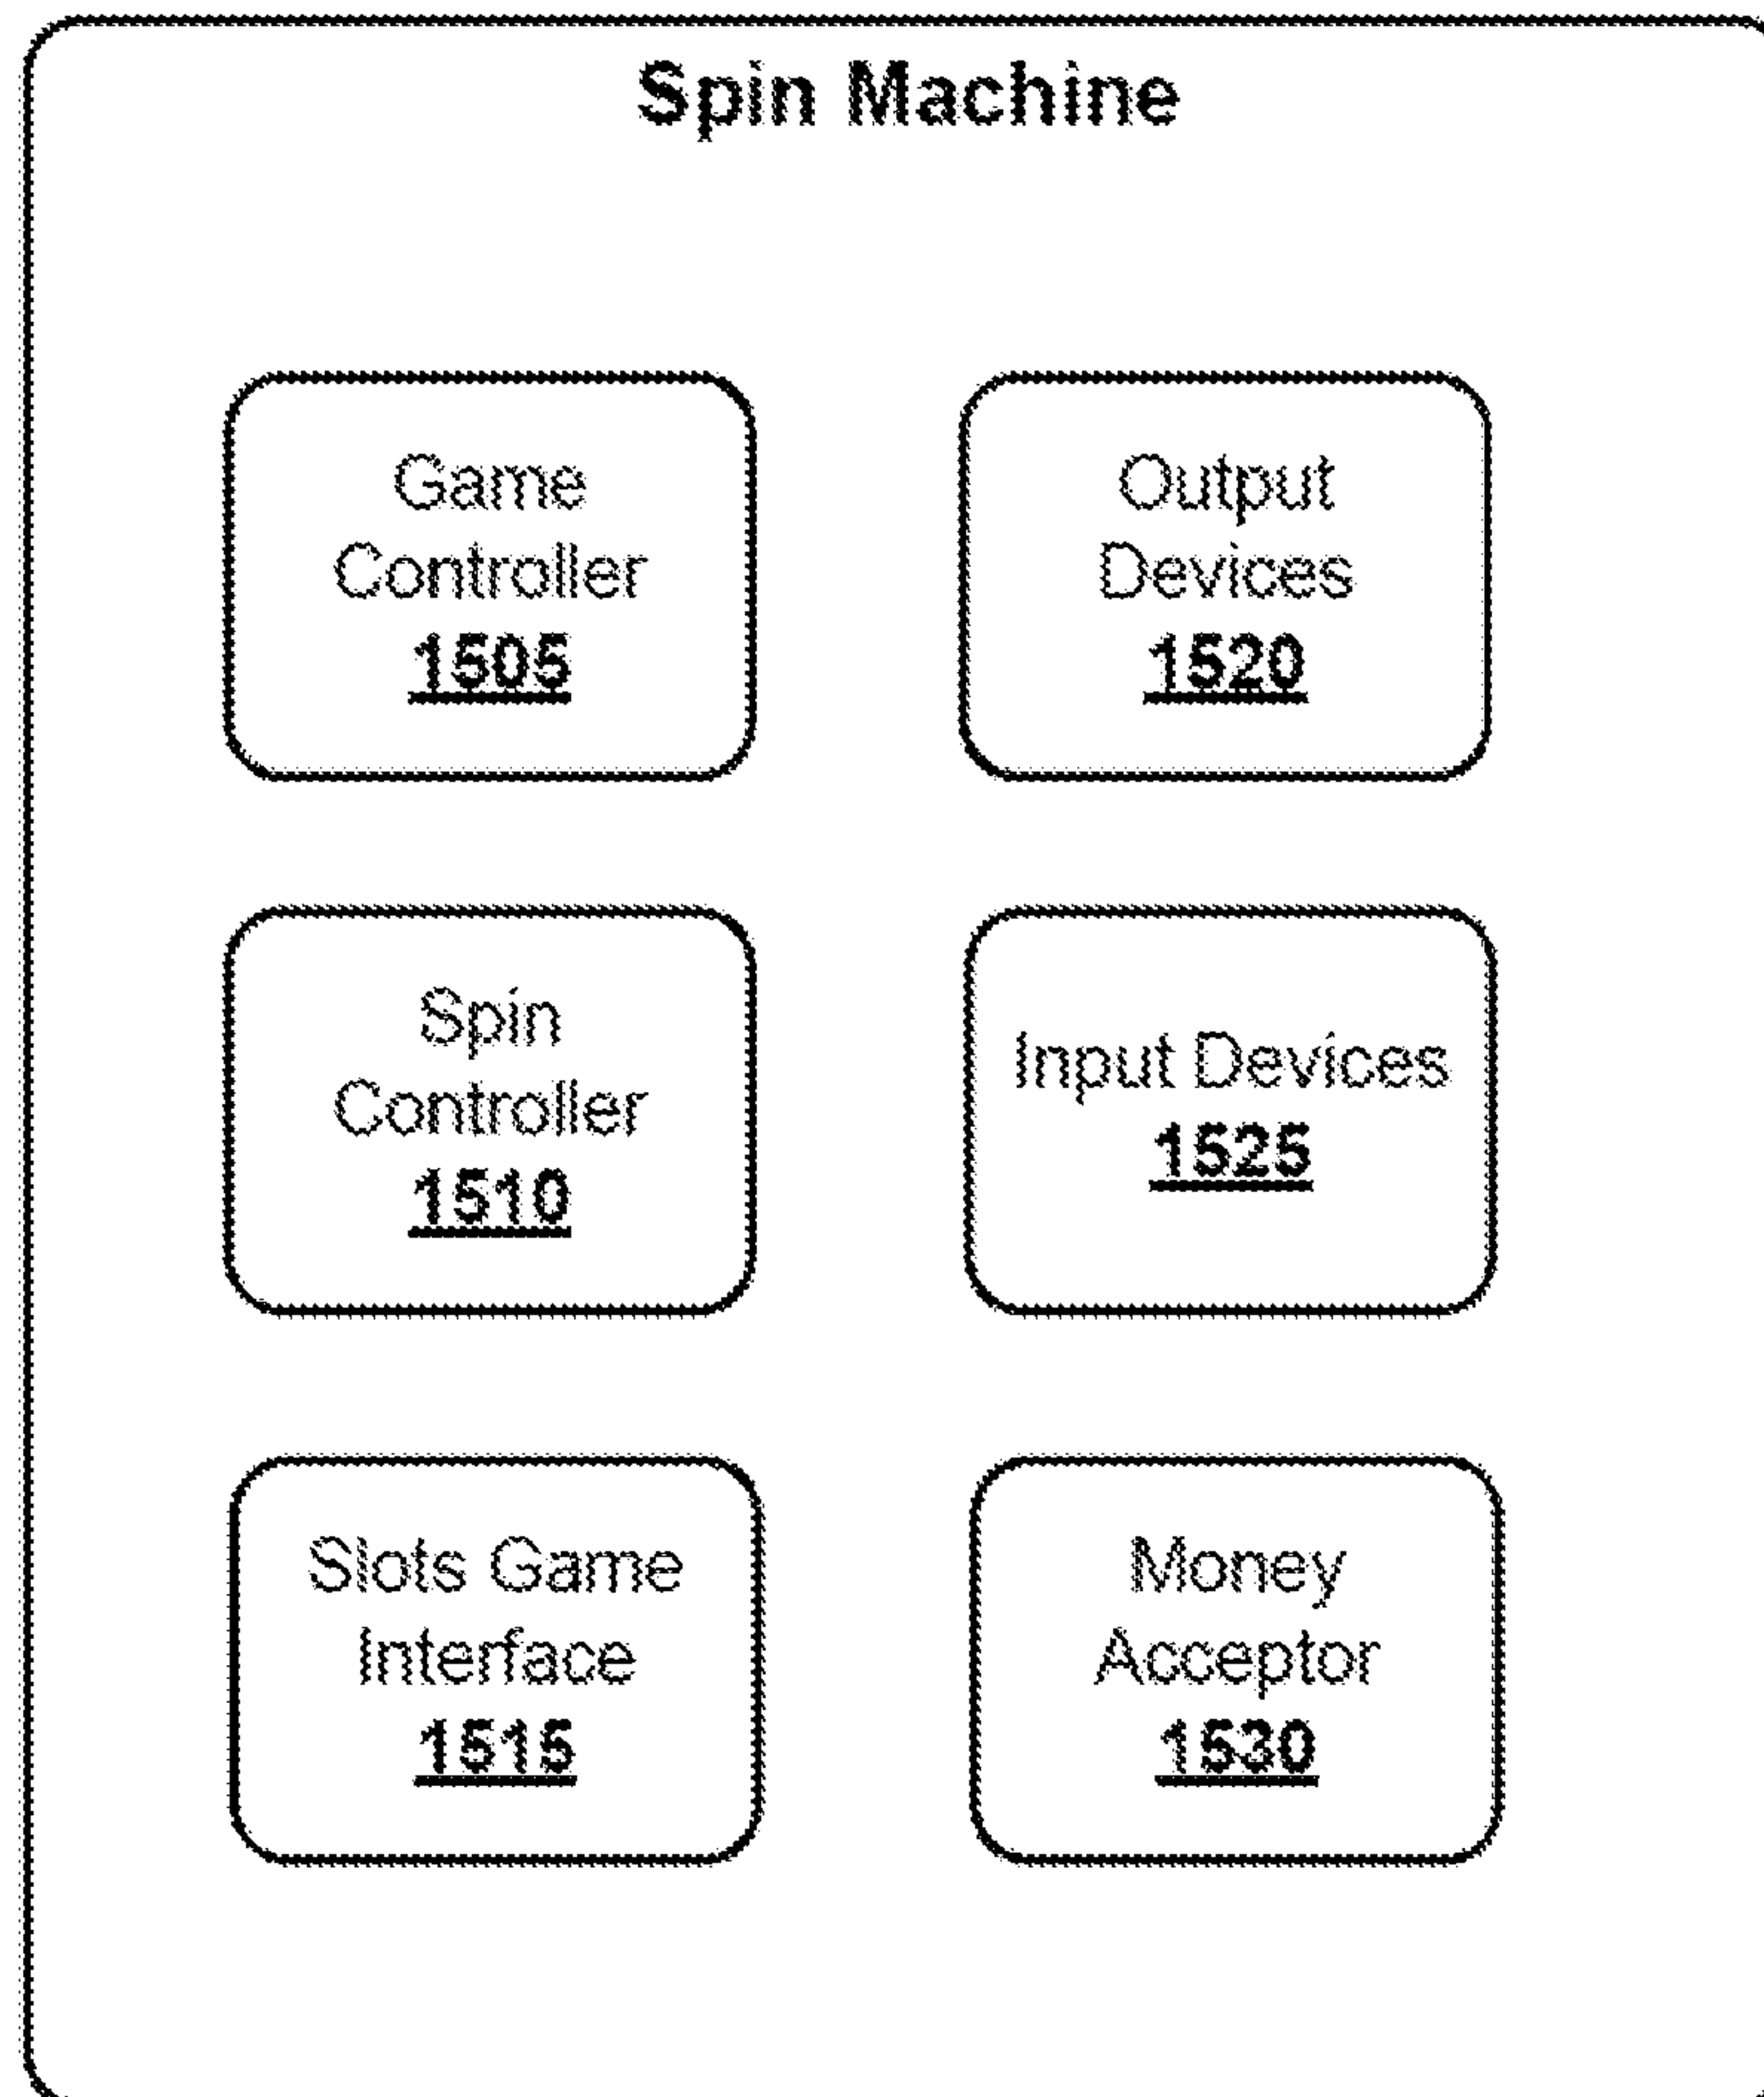 Spin Machine
Game
Controller
1505
Output
Devices
1520
Spin
Controller
1510
Input Devices
1525
Slots Game
Interface
1515
Money
Acceptor
1530